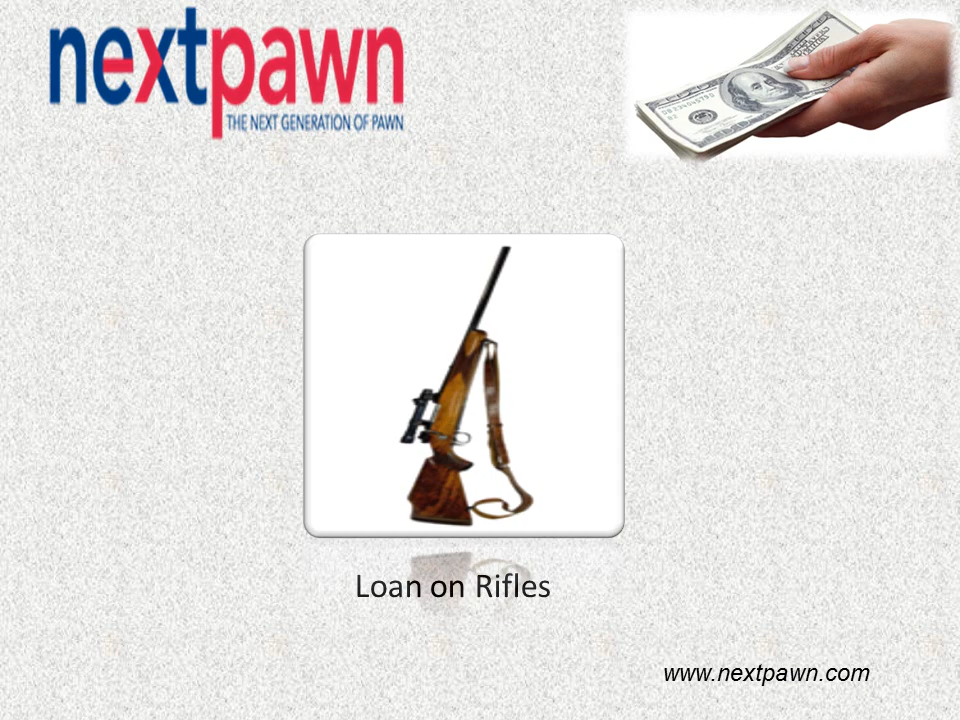 nextpawn
THE NEXT GENERATION OF PAWN
Loan on Rifles
www.nextpawn.com